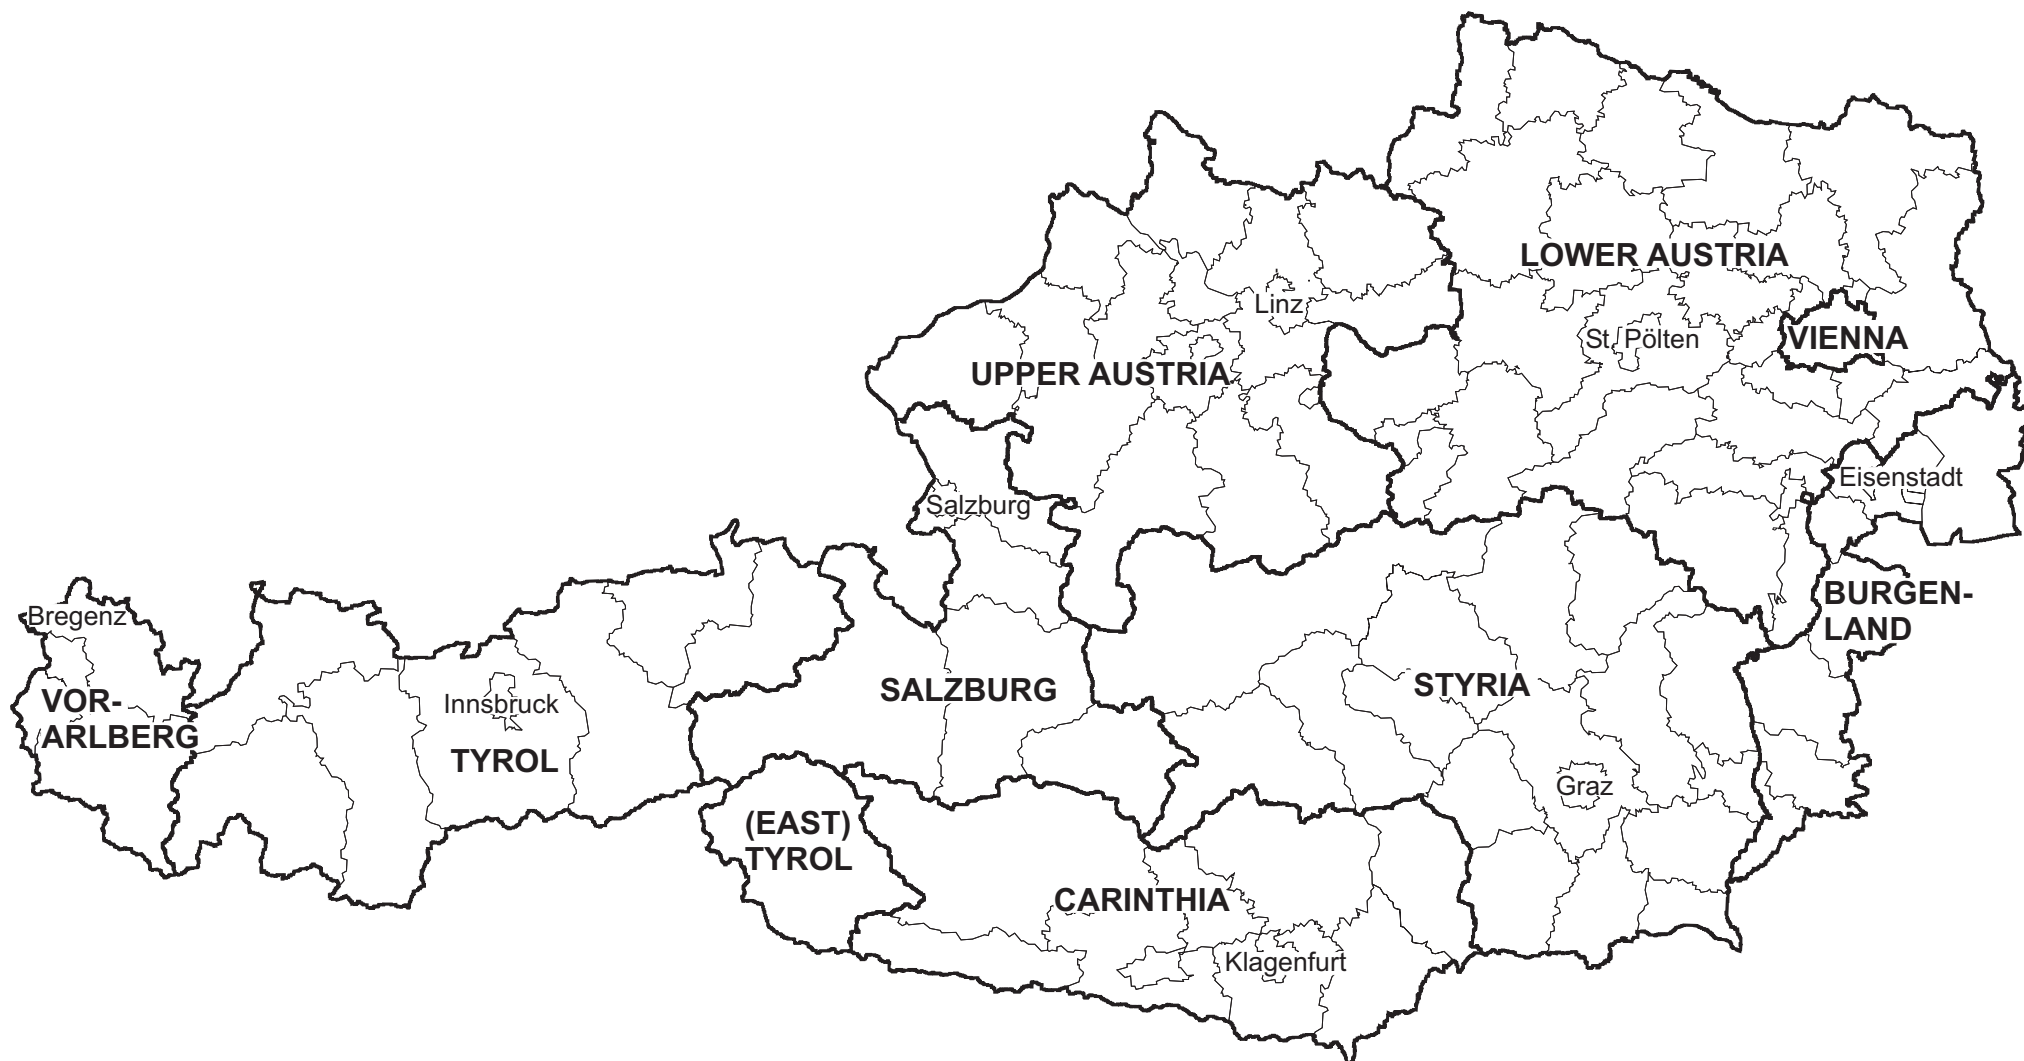 LOWER AUSTRIA
Linz
St. Pölten
VIENNA
UPPER AUSTRIA
Eisenstadt
Salzburg
BURGEN-
LAND
Bregenz
SALZBURG
STYRIA
Innsbruck
VOR-
ARLBERG
TYROL
Graz
(EAST)
TYROL
CARINTHIA
Klagenfurt